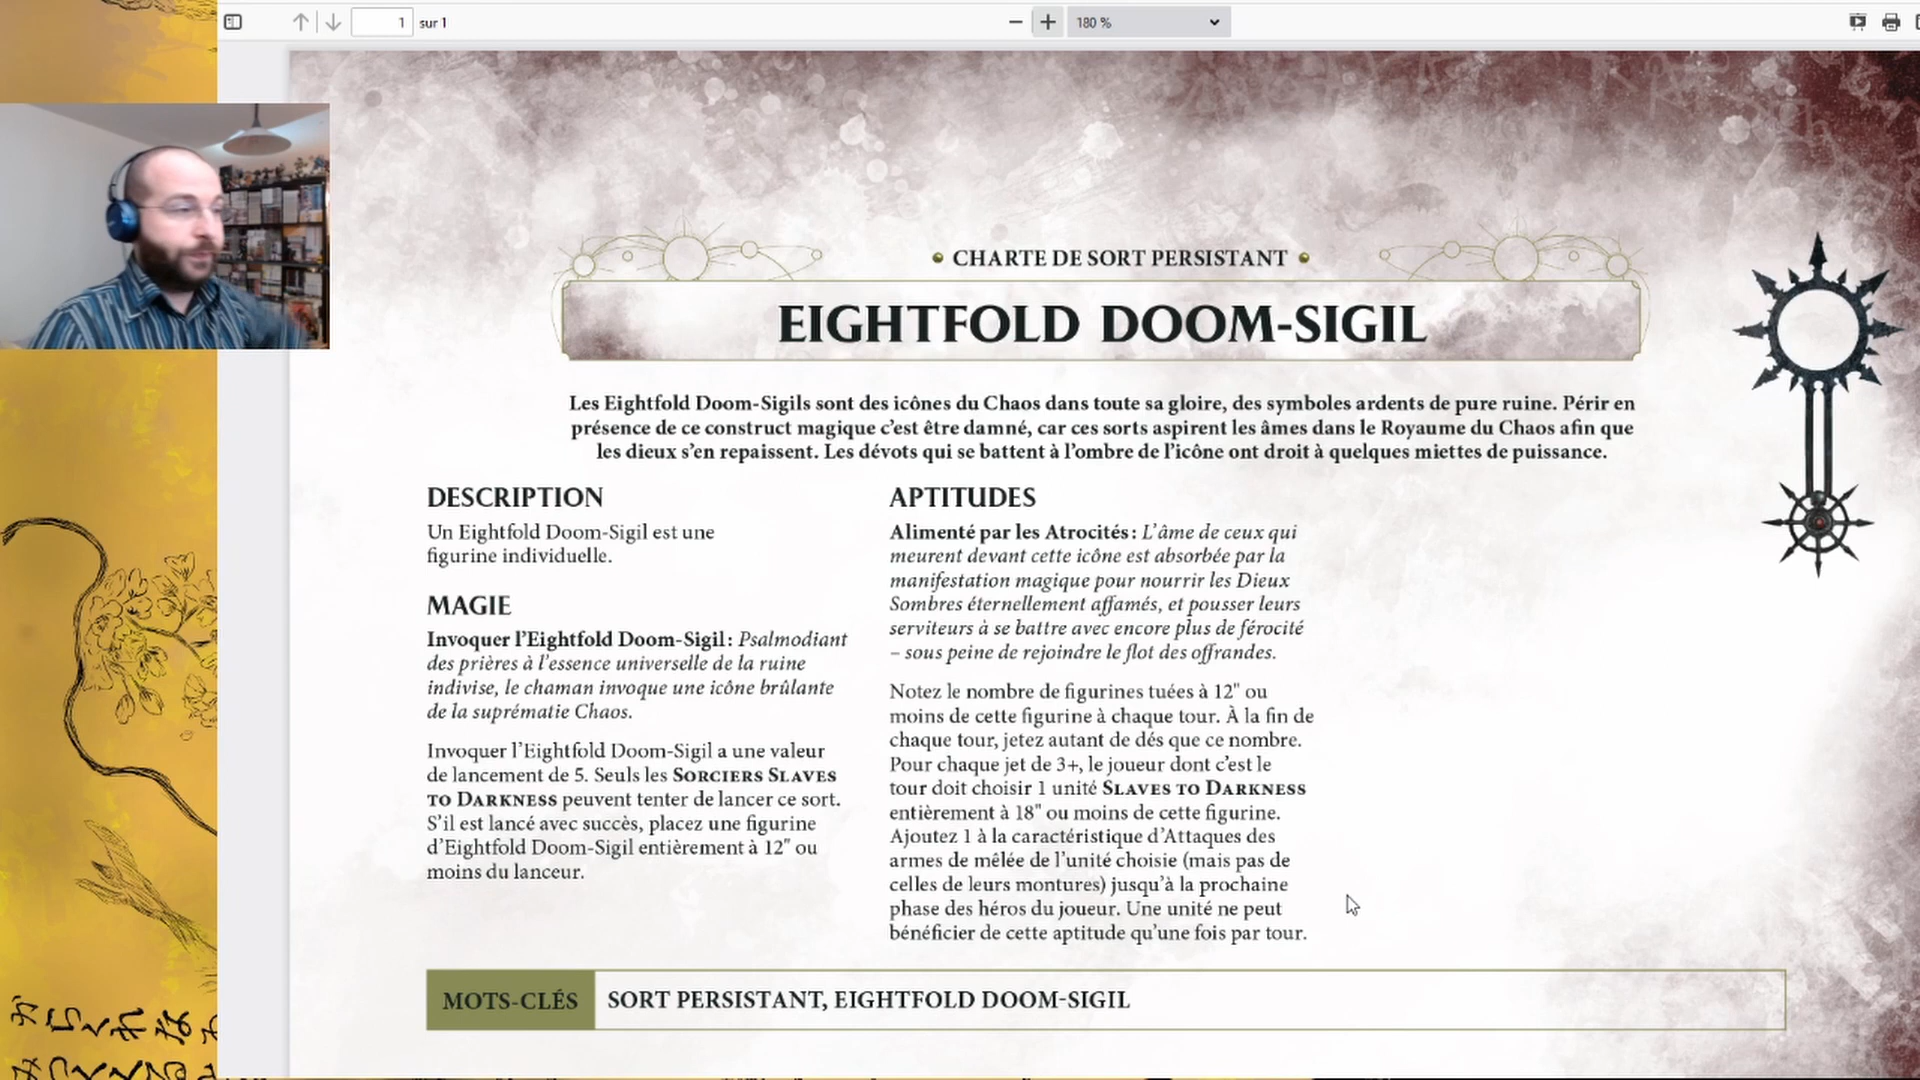 1 sur 1
180 %
CHARTE DE SORT PERSISTANT
EIGHTFOLD DOOM-SIGIL
Les Eightfold Doom-Sigils sont des icônes du Chaos dans toute sa gloire, des symboles ardents de pure ruine. Périr en
présence de ce construct magique c'est être damné, car ces sorts aspirent les âmes dans le Royaume du Chaos afin que
les dieux s'en repaissent. Les dévots qui se battent à l'ombre de l'icône ont droit à quelques miettes de puissance.
DESCRIPTION
Un Eightfold Doom-Sigil est une
figurine individuelle.
MAGIE
Invoquer l'Eightfold Doom-Sigil : Psalmodiant
des prières à l'essence universelle de la ruine
indivise, le chaman invoque une icône brûlante
de la suprématie Chaos.
Invoquer l'Eightfold Doom-Sigil a une valeur
de lancement de 5. Seuls les SORCIERS SLAVES
TO DARKNESS peuvent tenter de lancer ce sort.
S'il est lancé avec succès, placez une figurine
d'Eightfold Doom-Sigil entièrement à 12" ou
moins du lanceur.
APTITUDES
Alimenté par les Atrocités : L'âme de ceux qui
meurent devant cette icône est absorbée par la
manifestation magique pour nourrir les Dieux
Sombres éternellement affamés, et pousser leurs
serviteurs à se battre avec encore plus de férocité
– sous peine de rejoindre le flot des offrandes.
Notez le nombre de figurines tuées à 12" ou
moins de cette figurine à chaque tour. À la fin de
chaque tour, jetez autant de dés que ce nombre.
Pour chaque jet de 3+, le joueur dont c'est le
tour doit choisir 1 unité SLAVES TO DARKNESS
entièrement à 18" ou moins de cette figurine.
Ajoutez 1 à la caractéristique d'Attaques des
armes de mêlée de l'unité choisie (mais pas de
celles de leurs montures) jusqu'à la prochaine
phase des héros du joueur. Une unité ne peut
bénéficier de cette aptitude qu'une fois par tour.
MOTS-CLÉS SORT PERSISTANT, EIGHTFOLD DOOM-SIGIL